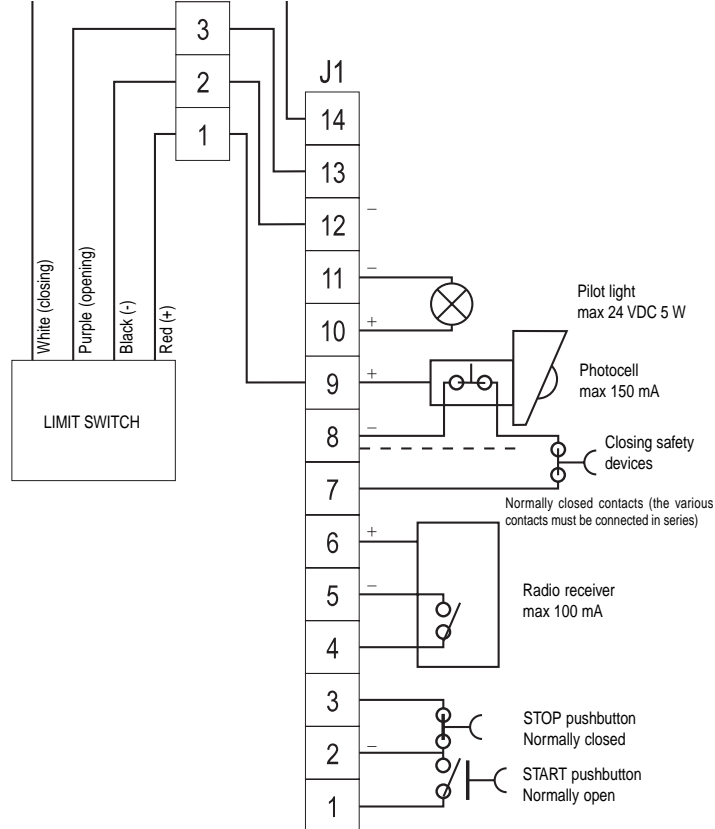 3
2
1
J1
14
13
12 –
11 –
10 +
9 +
8 –
7
6 +
5 –
4
3
2 –
1
White (closing)
Purple (opening)
Black (-)
Red (+)
LIMIT SWITCH
Pilot light
max 24 VDC 5 W
Photocell
max 150 mA
Closing safety
devices
Normally closed contacts (the various
contacts must be connected in series)
Radio receiver
max 100 mA
STOP pushbutton
Normally closed
START pushbutton
Normally open